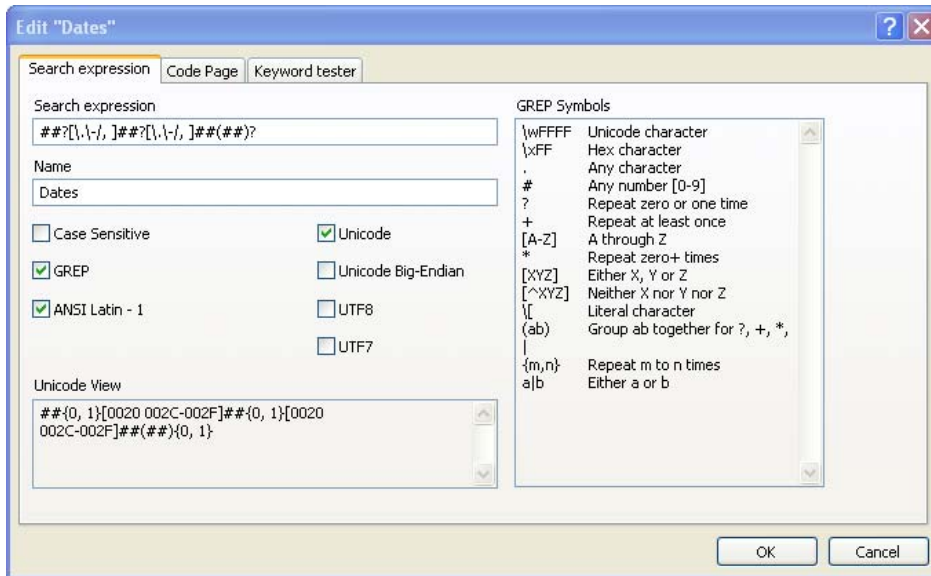 Edit "Dates"
Search expression
Code Page
Keyword tester
Search expression
##?[\.\-/, ]##?[\.\-/, ]##(##)?
Name
Dates
Case Sensitive
Unicode
GREP
Unicode Big-Endian
ANSI Latin - 1
UTF8
UTF7
Unicode View
##{0, 1}[0020 002C-002F]##{0, 1}[0020
002C-002F]##(##){0, 1}
GREP Symbols
\wFFFF Unicode character
\xFF Hex character
. Any character
# Any number [0-9]
? Repeat zero or one time
+ Repeat at least once
[A-Z] A through Z
* Repeat zero+ times
[XYZ] Either X, Y or Z
[^XYZ] Neither X nor Y nor Z
\[ Literal character
(ab) Group ab together for ?, +, *,
|
{m,n} Repeat m to n times
a|b Either a or b
OK
Cancel